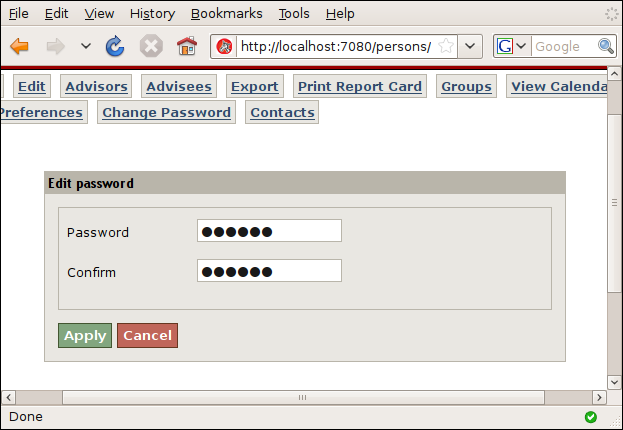 File Edit View History Bookmarks Tools Help
http://localhost:7080/persons/ G Google
Edit Advisors Advisees Export Print Report Card Groups View Calenda
Preferences Change Password Contacts
Edit password
Password ●●●●●●
Confirm ●●●●●●
Apply Cancel
Done